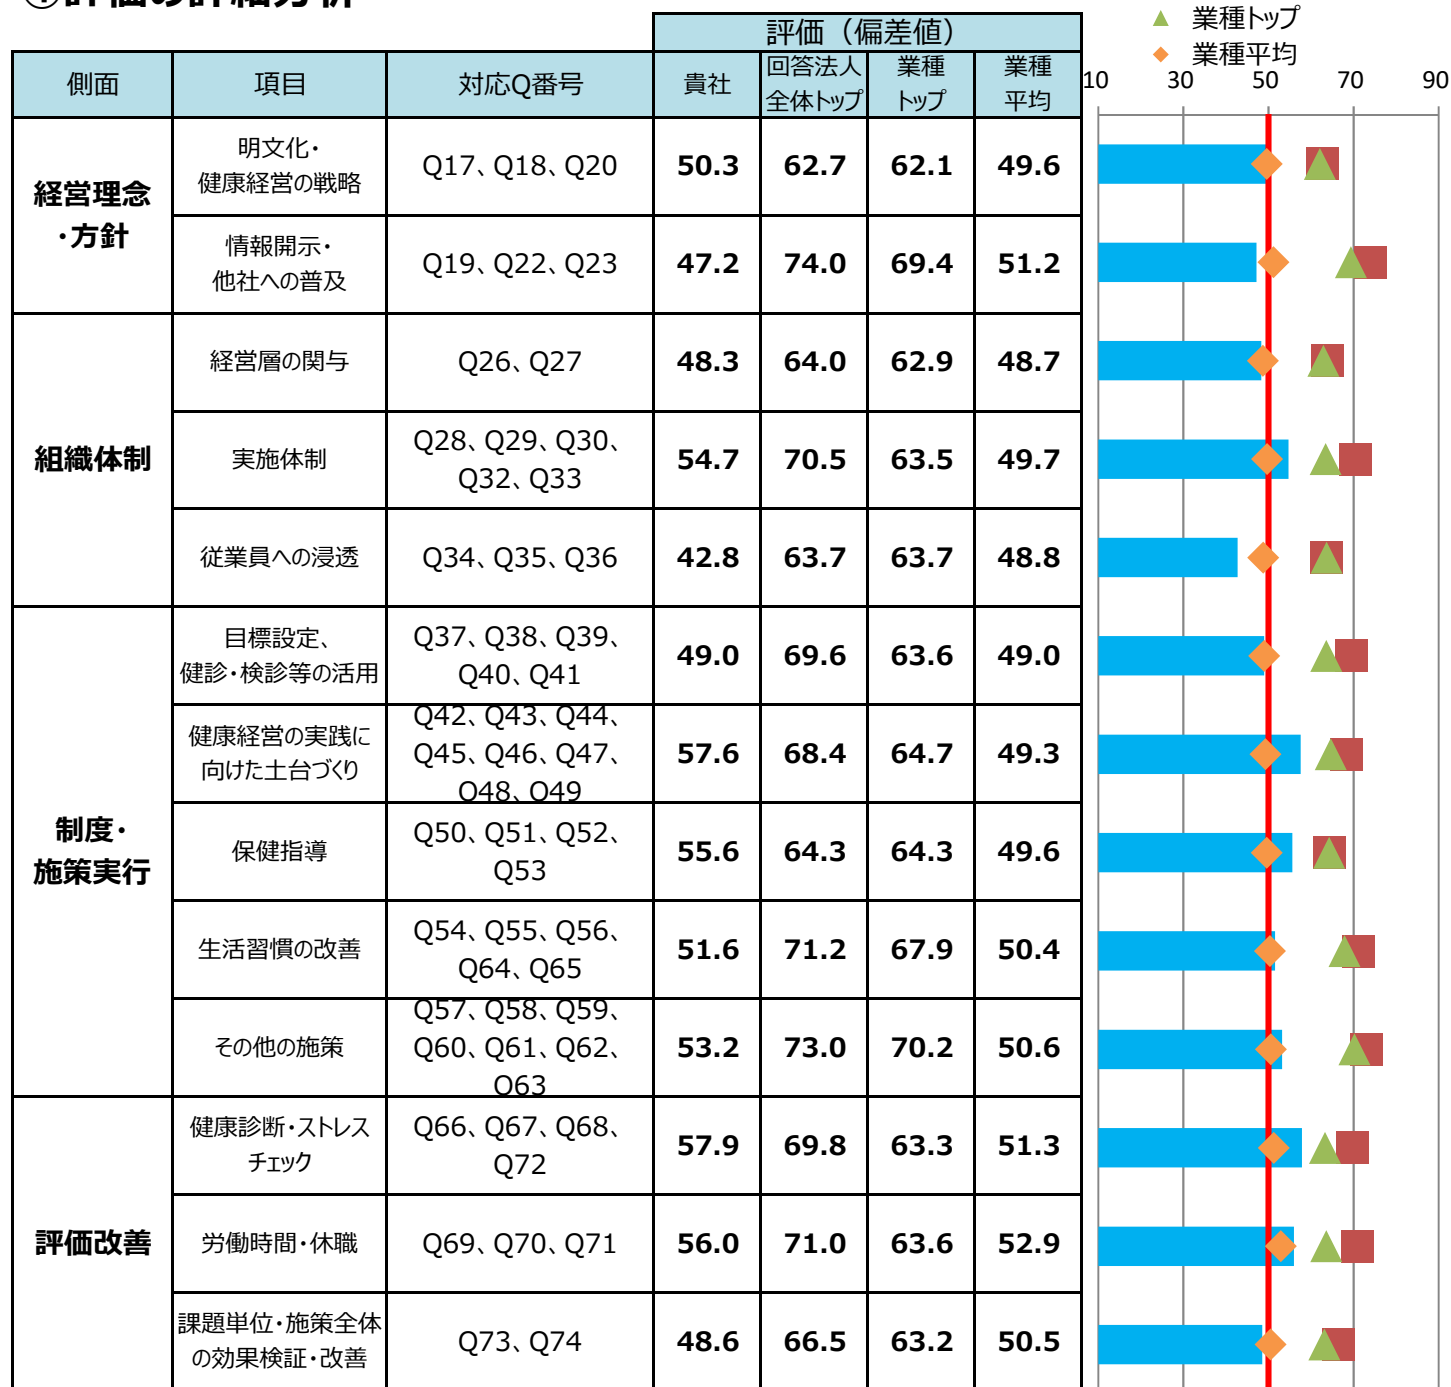 ①評価の詳細分析
▲ 業種トップ
◆ 業種平均
評価（偏差値）
側面 項目 対応Q番号 貴社 回答法人 業種 業種
全体トップ トップ 平均
10 30 50 70 90
経営理念
・方針
明文化・
健康経営の戦略
Q17、Q18、Q20 50.3 62.7 62.1 49.6
情報開示・
他社への普及
Q19、Q22、Q23 47.2 74.0 69.4 51.2
組織体制
経営層の関与 Q26、Q27 48.3 64.0 62.9 48.7
実施体制
Q28、Q29、Q30、
Q32、Q33
54.7 70.5 63.5 49.7
従業員への浸透 Q34、Q35、Q36 42.8 63.7 63.7 48.8
制度・
施策実行
目標設定、
健診・検診等の活用
Q37、Q38、Q39、
Q40、Q41
49.0 69.6 63.6 49.0
健康経営の実践に
向けた土台づくり
Q42、Q43、Q44、
Q45、Q46、Q47、
Q48、Q49
57.6 68.4 64.7 49.3
保健指導
Q50、Q51、Q52、
Q53
55.6 64.3 64.3 49.6
生活習慣の改善
Q54、Q55、Q56、
Q64、Q65
51.6 71.2 67.9 50.4
その他の施策
Q57、Q58、Q59、
Q60、Q61、Q62、
Q63
53.2 73.0 70.2 50.6
評価改善
健康診断・ストレス
チェック
Q66、Q67、Q68、
Q72
57.9 69.8 63.3 51.3
労働時間・休職 Q69、Q70、Q71 56.0 71.0 63.6 52.9
課題単位・施策全体
の効果検証・改善
Q73、Q74 48.6 66.5 63.2 50.5